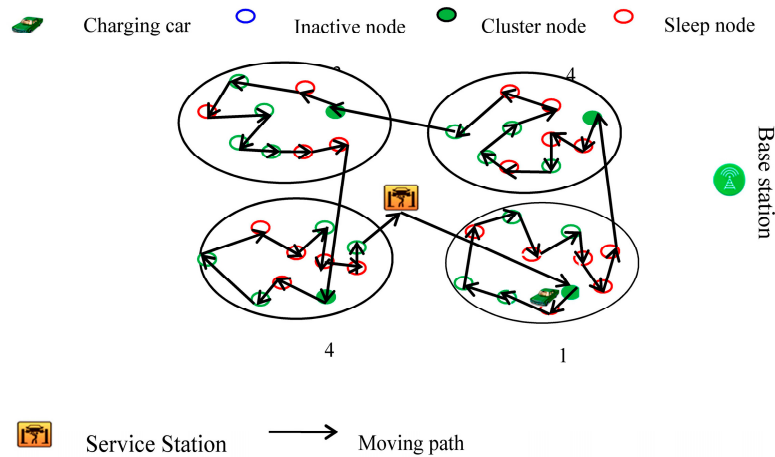 Charging car
Inactive node
Cluster node
Sleep node
4
Base station
4
1
Service Station
Moving path